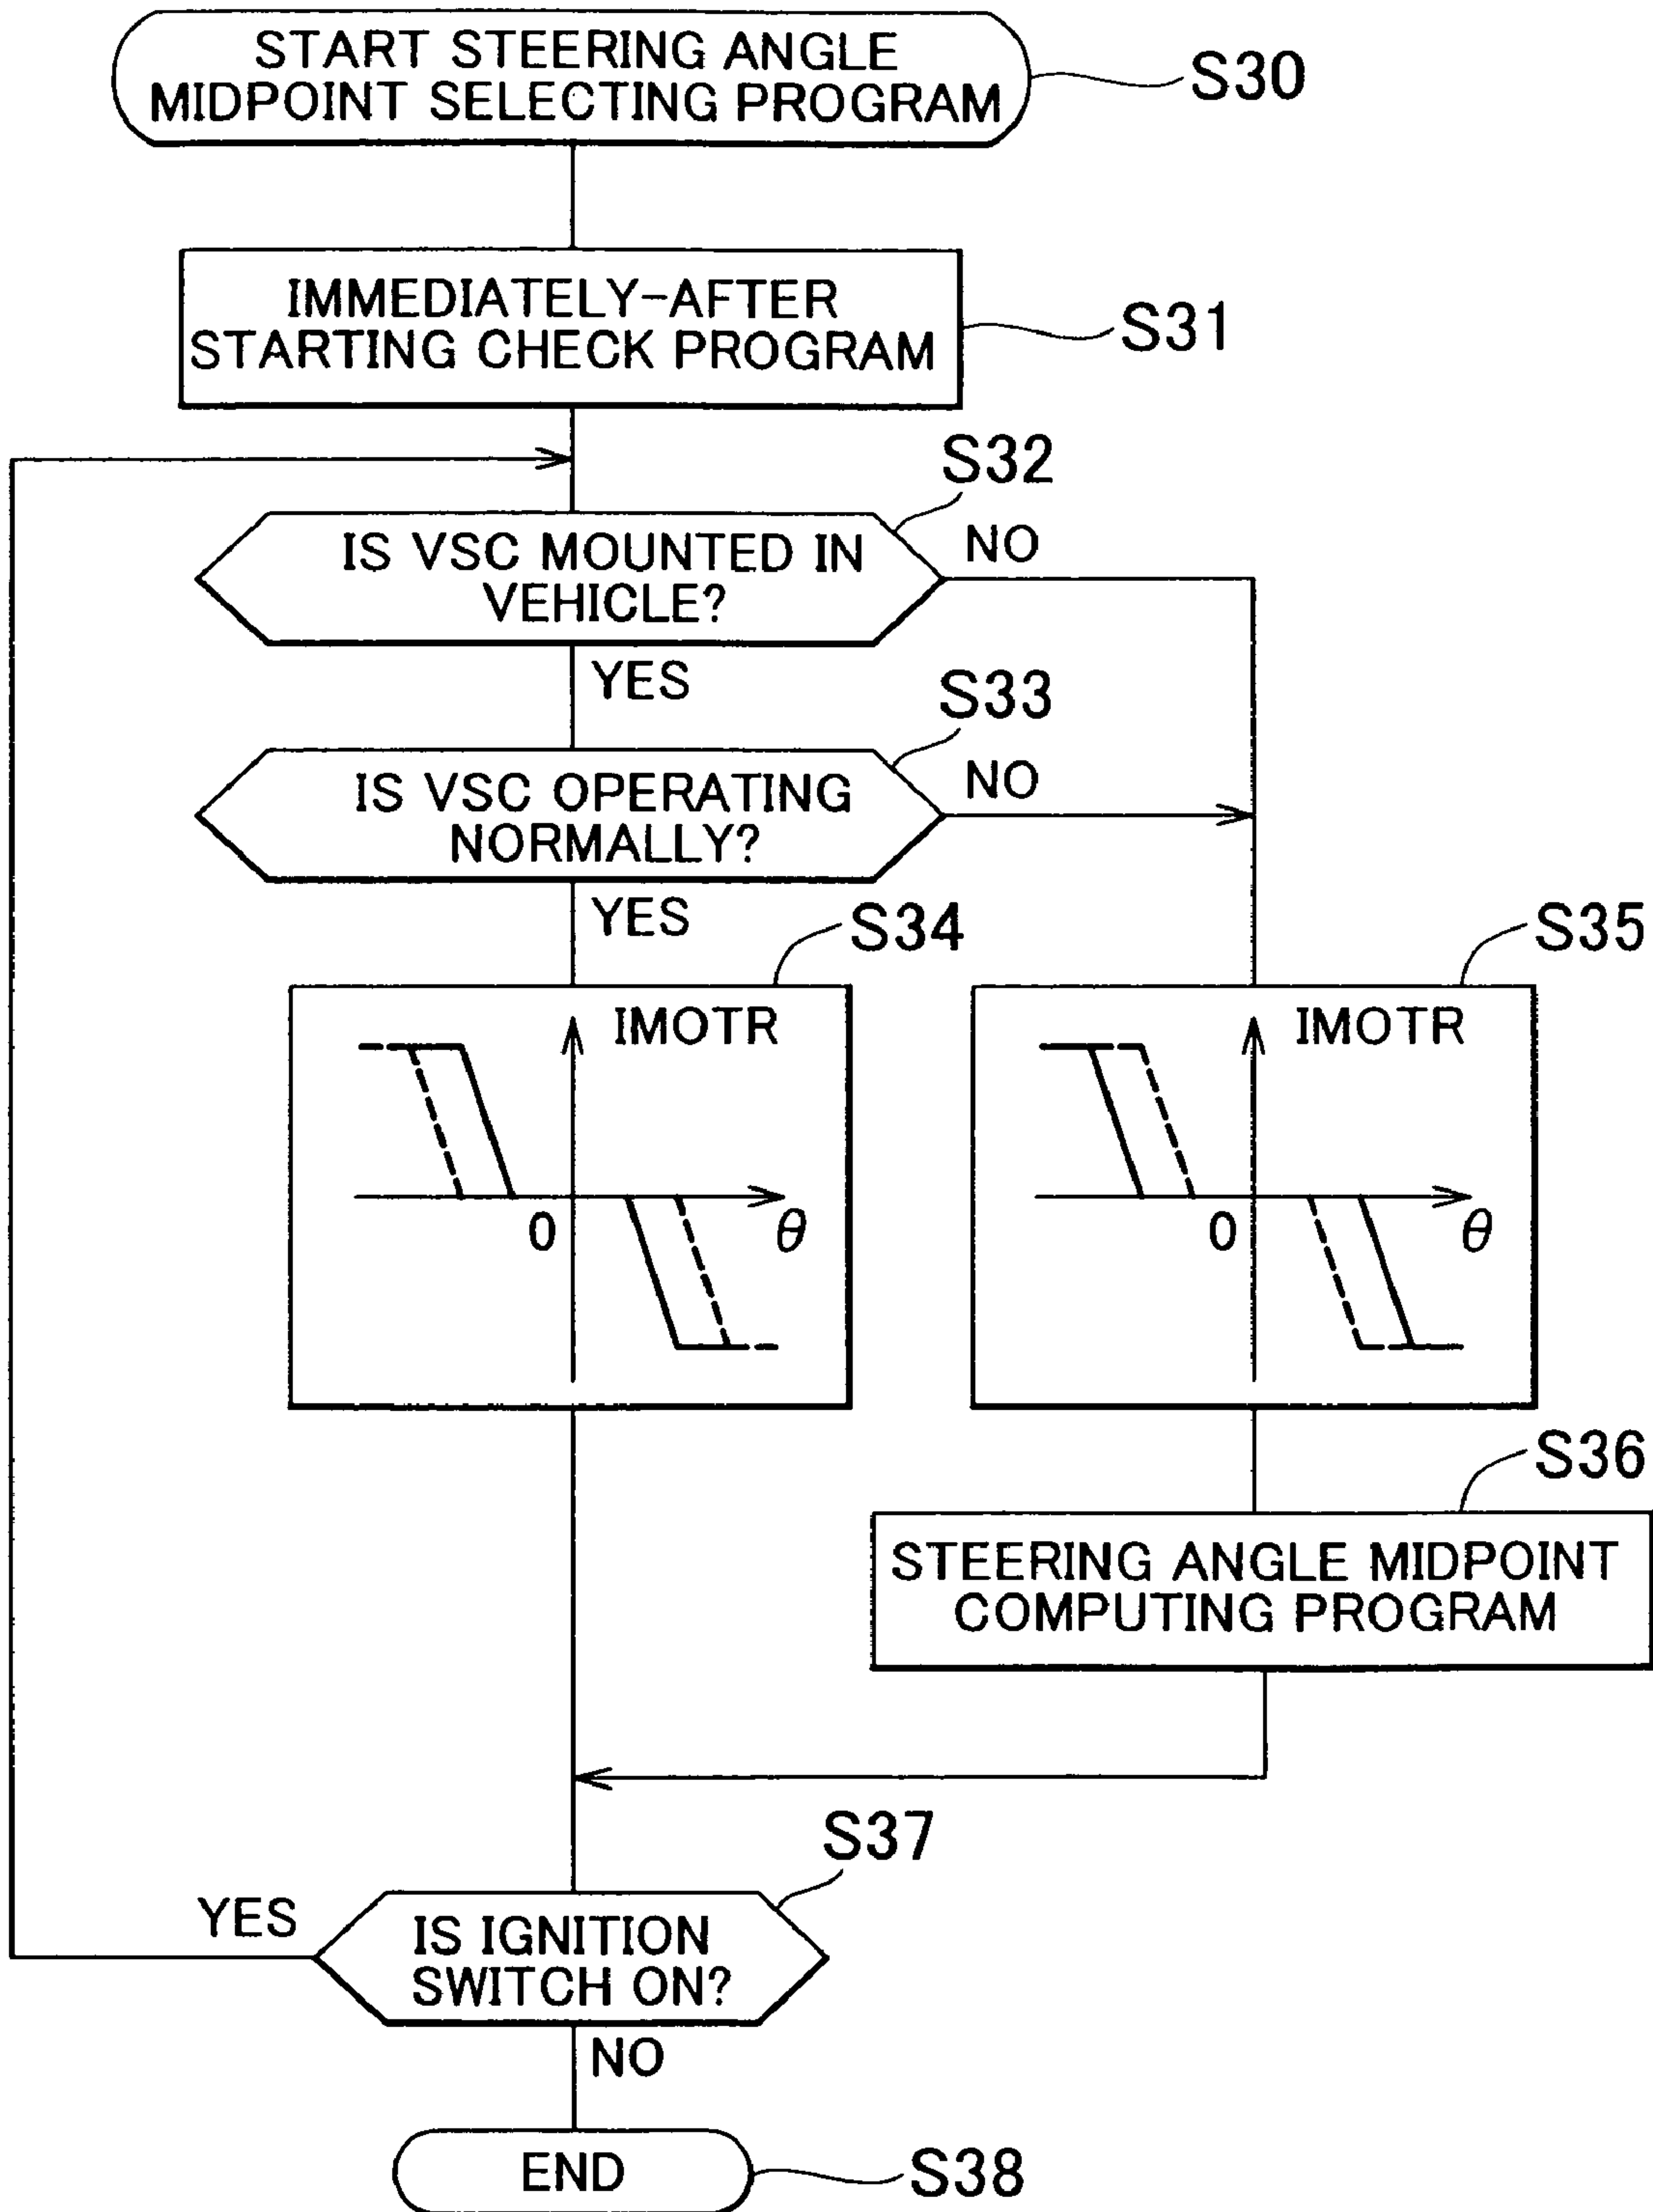 START STEERING ANGLE
MIDPOINT SELECTING PROGRAM
S30
IMMEDIATELY-AFTER
STARTING CHECK PROGRAM
S31
S32
IS VSC MOUNTED IN
VEHICLE?
NO
YES
S33
IS VSC OPERATING
NORMALLY?
NO
YES
S34
IMOTR
0
θ
S35
IMOTR
0
θ
S36
STEERING ANGLE MIDPOINT
COMPUTING PROGRAM
S37
YES
IS IGNITION
SWITCH ON?
NO
END
S38